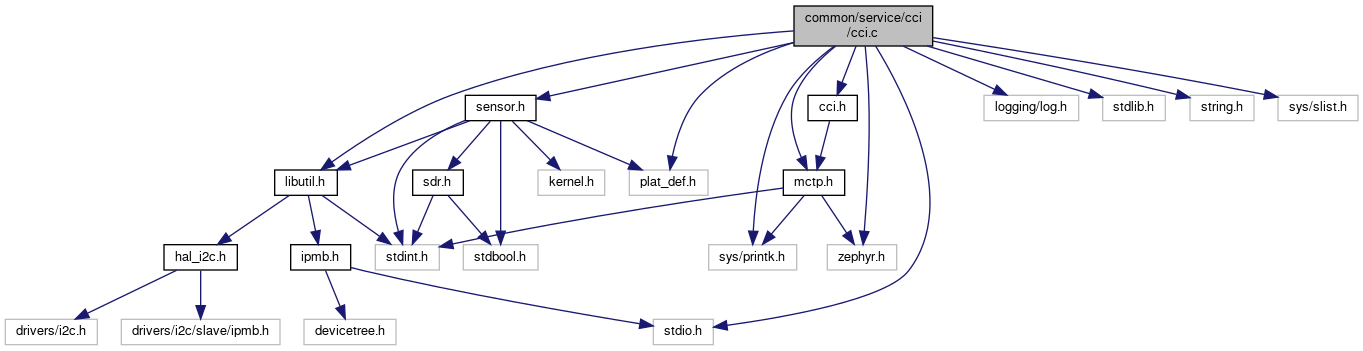 common/service/cci
/cci.c
sensor.h
cci.h
logging/log.h
stdlib.h
string.h
sys/slist.h
libutil.h
sdr.h
kernel.h
plat_def.h
mctp.h
hal_i2c.h
ipmb.h
stdint.h
stdbool.h
sys/printk.h
zephyr.h
drivers/i2c.h
drivers/i2c/slave/ipmb.h
devicetree.h
stdio.h